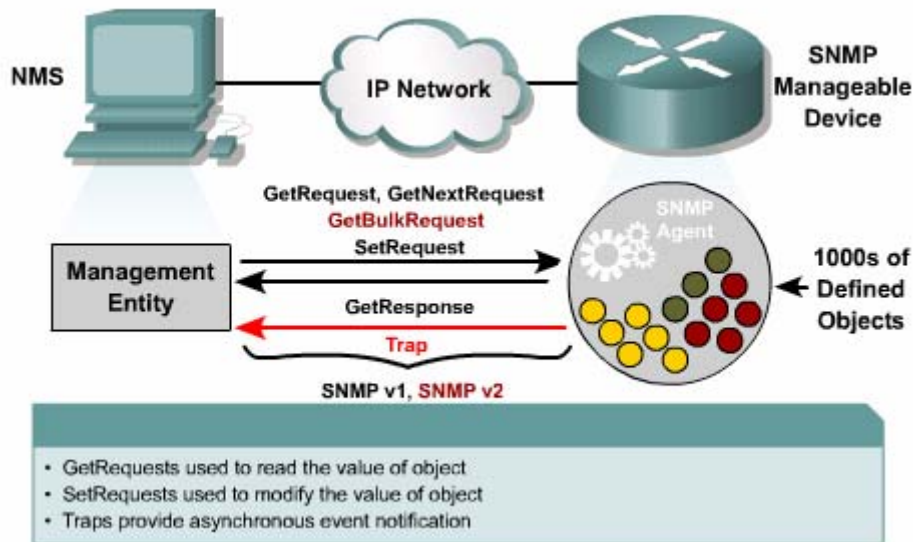 NMS
IP Network
SNMP
Manageable
Device
GetRequest, GetNextRequest
GetBulkRequest
SetRequest
SNMP
Agent
Management
Entity
1000s of
Defined
Objects
GetResponse
Trap
SNMP v1, SNMP v2
• GetRequests used to read the value of object
• SetRequests used to modify the value of object
• Traps provide asynchronous event notification